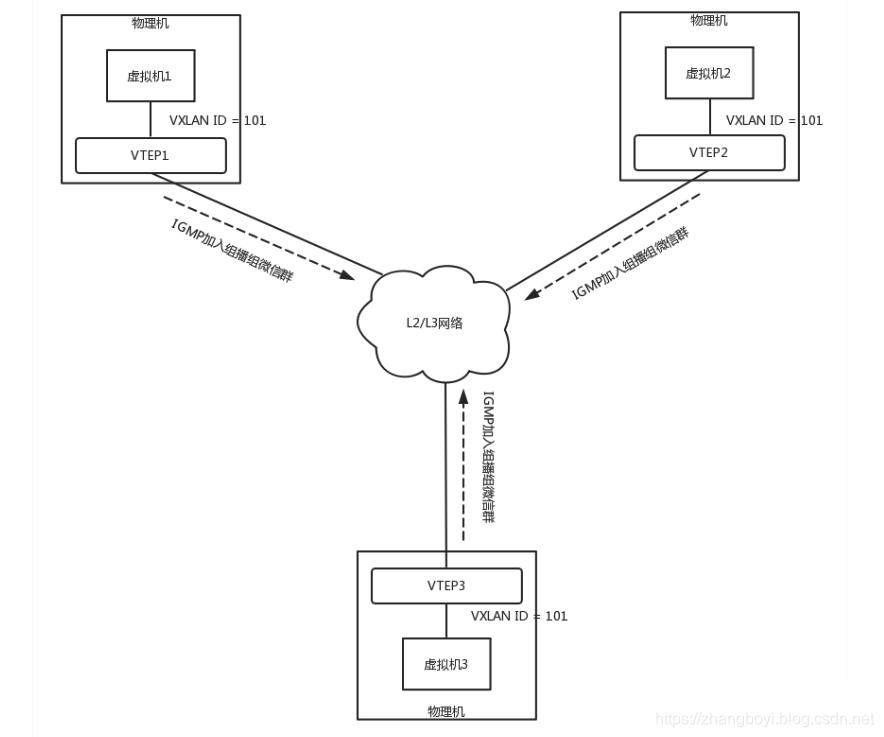 物理机
虚拟机1
VXLAN ID = 101
VTEP1
IGMP加入组播组微信群
物理机
虚拟机2
VXLAN ID = 101
VTEP2
IGMP加入组播组微信群
L2/L3网络
IGMP加入组播组微信群
VTEP3
VXLAN ID = 101
虚拟机3
物理机
https://zhangboyi.blog.csdn.net